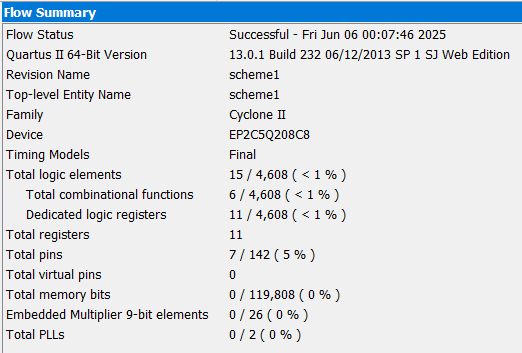 Flow Summary
Flow Status Successful - Fri Jun 06 00:07:46 2025
Quartus II 64-Bit Version 13.0.1 Build 232 06/12/2013 SP 1 SJ Web Edition
Revision Name scheme1
Top-level Entity Name scheme1
Family Cyclone II
Device EP2C5Q208C8
Timing Models Final
Total logic elements 15 / 4,608 ( < 1 % )
Total combinational functions 6 / 4,608 ( < 1 % )
Dedicated logic registers 11 / 4,608 ( < 1 % )
Total registers 11
Total pins 7 / 142 ( 5 % )
Total virtual pins 0
Total memory bits 0 / 119,808 ( 0 % )
Embedded Multiplier 9-bit elements 0 / 26 ( 0 % )
Total PLLs 0 / 2 ( 0 % )